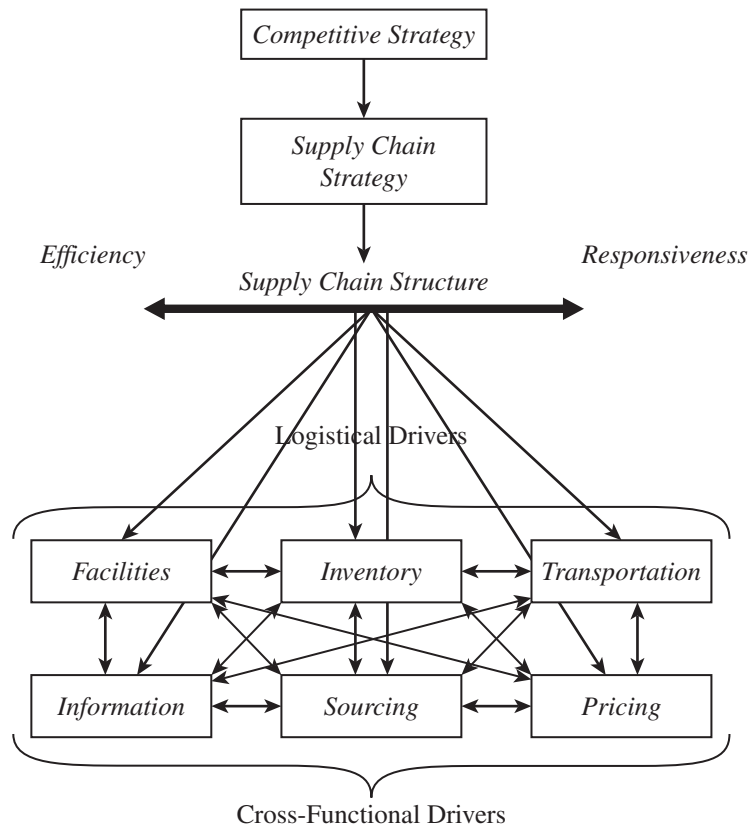 Competitive Strategy
Supply Chain
Strategy
Efficiency
Responsiveness
Supply Chain Structure
Logistical Drivers
Facilities
Inventory
Transportation
Information
Sourcing
Pricing
Cross-Functional Drivers